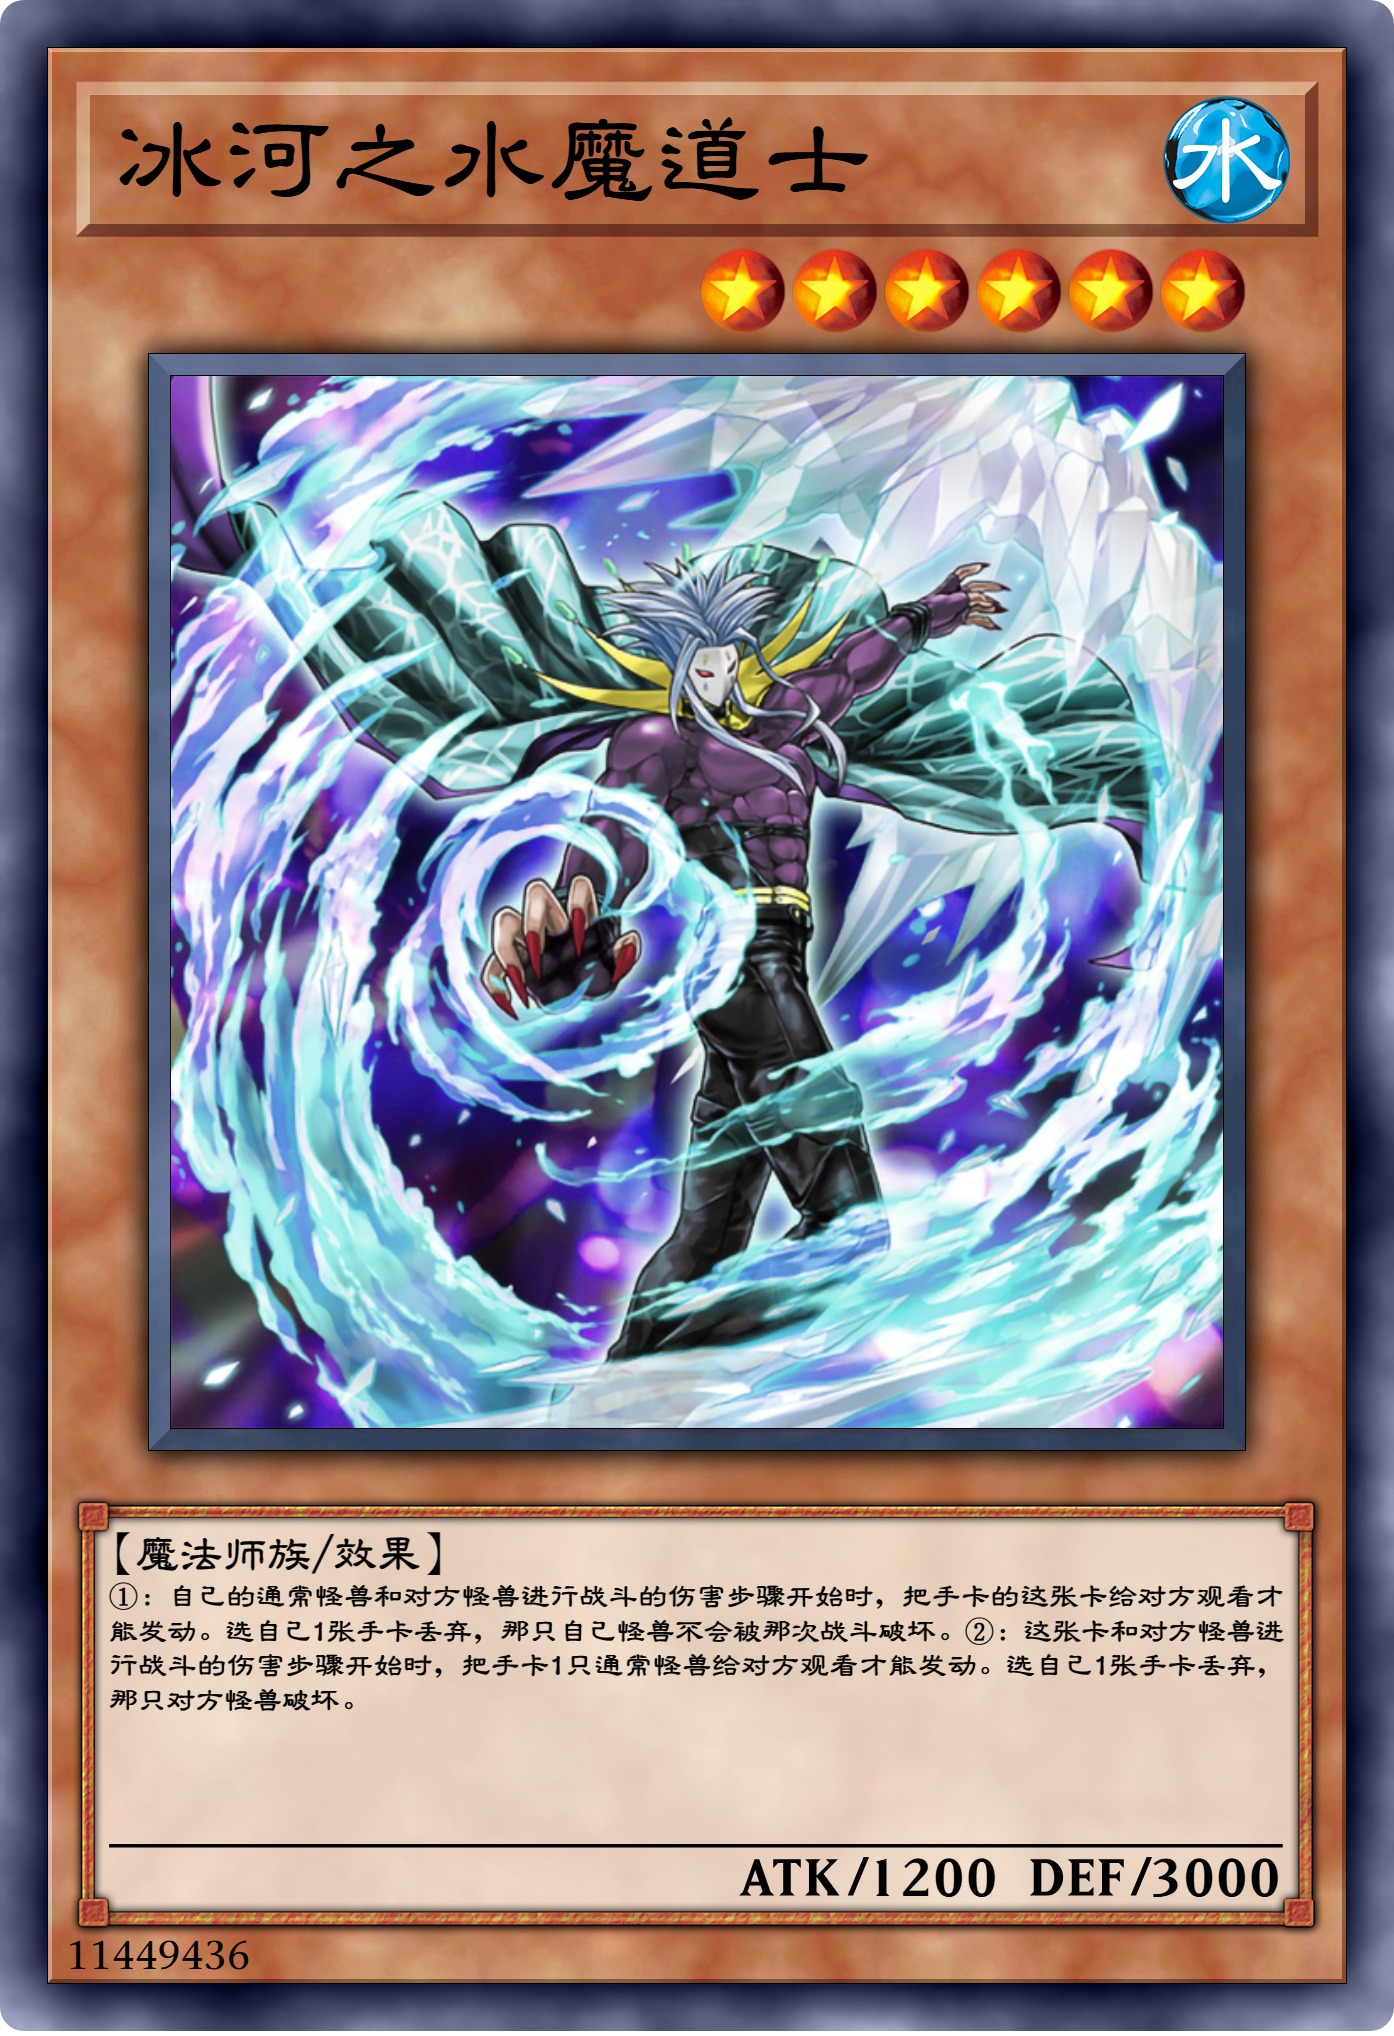 冰河之水魔道士
水
【魔法师族/效果】
①：自己的通常怪兽和对方怪兽进行战斗的伤害步骤开始时，把手卡的这张卡给对方观看才
能发动。选自己1张手卡丢弃，那只自己怪兽不会被那次战斗破坏。②：这张卡和对方怪兽进
行战斗的伤害步骤开始时，把手卡1只通常怪兽给对方观看才能发动。选自己1张手卡丢弃，
那只对方怪兽破坏。
ATK/1200 DEF/3000
11449436